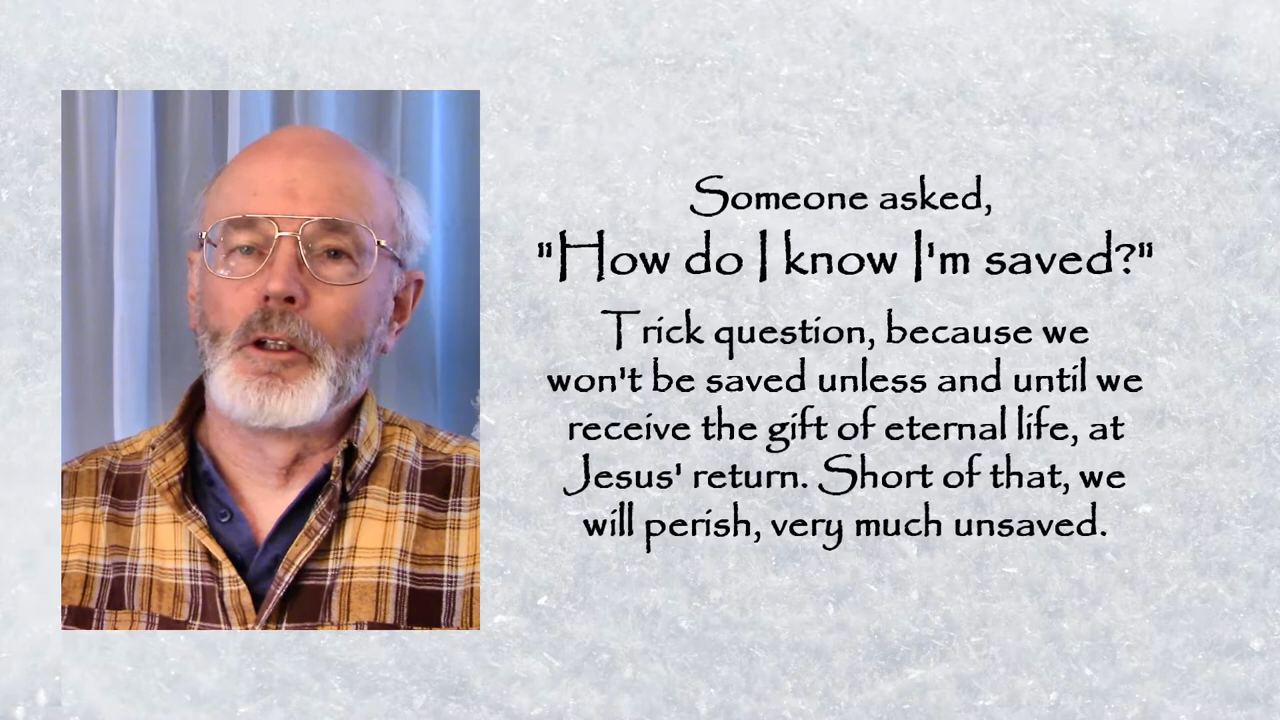 Someone asked,
"How do I know I'm saved?"
Trick question, because we
won't be saved unless and until we
receive the gift of eternal life, at
Jesus' return. Short of that, we
will perish, very much unsaved.